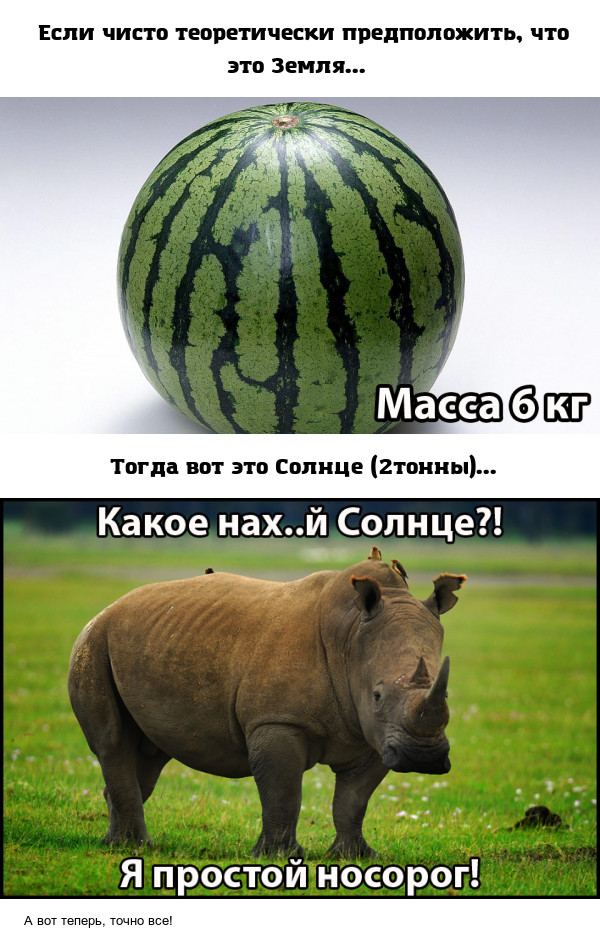 Если чисто теоретически предположить, что
это Земля...
Масса 6 кг
Тогда вот это Солнце (2тонны)...
Какое нах..й Солнце?!
Я простой носорог!
А вот теперь, точно все!